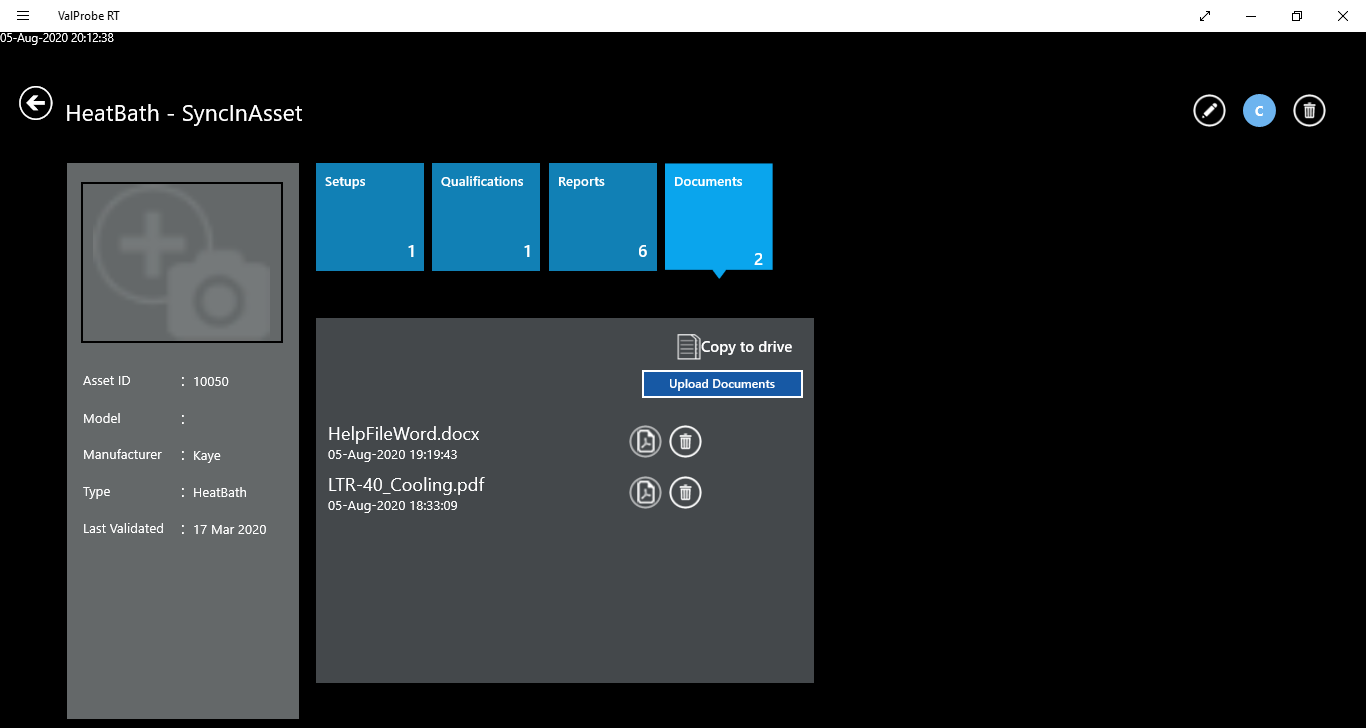 ValProbe RT
05-Aug-2020 20:12:38
HeatBath - SyncInAsset
C
Setups
1
Qualifications
1
Reports
6
Documents
2
Asset ID : 10050
Model :
Manufacturer : Kaye
Type : HeatBath
Last Validated : 17 Mar 2020
Copy to drive
Upload Documents
HelpFileWord.docx
05-Aug-2020 19:19:43
LTR-40_Cooling.pdf
05-Aug-2020 18:33:09